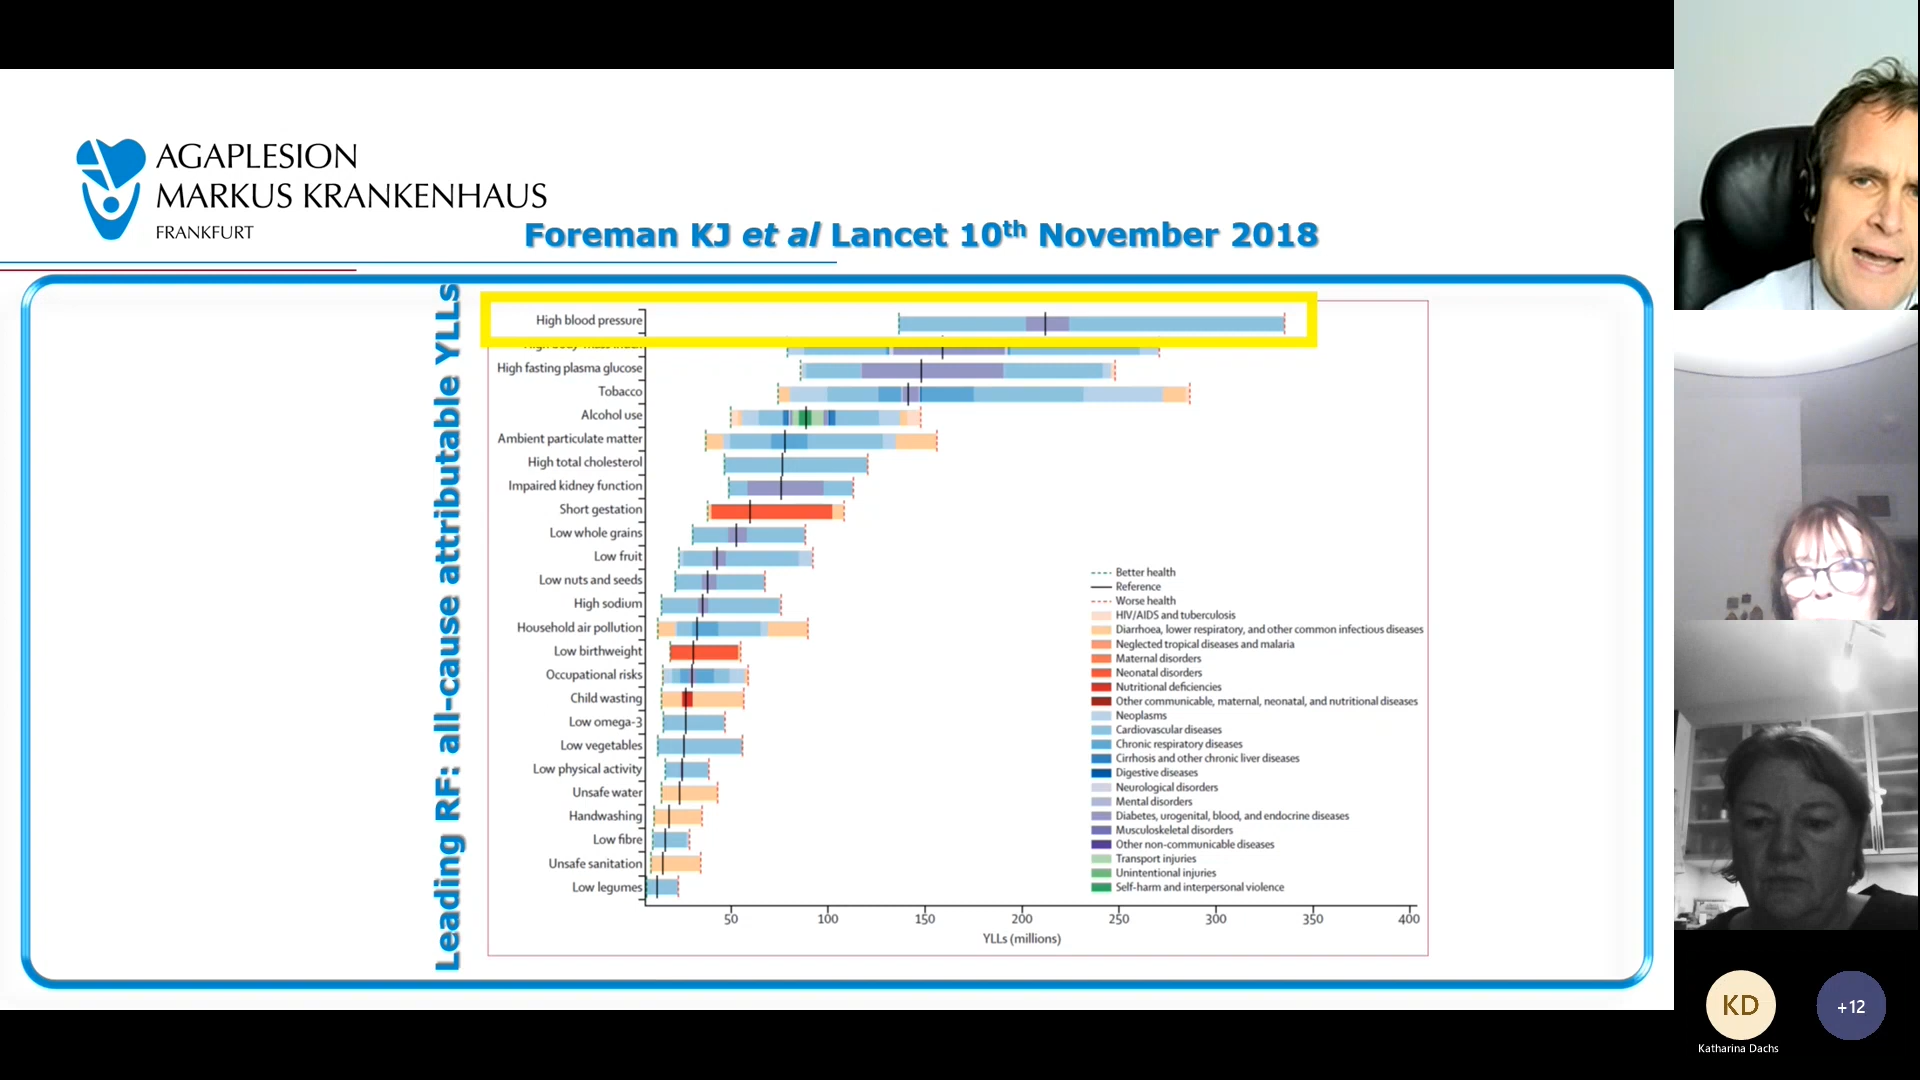 AGAPLESION
MARKUS KRANKENHAUS
FRANKFURT
Foreman KJ et al Lancet 10th November 2018
Leading RF: all-cause attributable YLLs
High blood pressure
High body-mass index
High fasting plasma glucose
Tobacco
Alcohol use
Ambient particulate matter
High total cholesterol
Impaired kidney function
Short gestation
Low whole grains
Low fruit
Low nuts and seeds
High sodium
Household air pollution
Low birthweight
Occupational risks
Child wasting
Low omega-3
Low vegetables
Low physical activity
Unsafe water
Handwashing
Low fibre
Unsafe sanitation
Low legumes
Better health
Reference
Worse health
HIV/AIDS and tuberculosis
Diarrhoea, lower respiratory, and other common infectious diseases
Neglected tropical diseases and malaria
Maternal disorders
Neonatal disorders
Nutritional deficiencies
Other communicable, maternal, neonatal, and nutritional diseases
Neoplasms
Cardiovascular diseases
Chronic respiratory diseases
Cirrhosis and other chronic liver diseases
Digestive diseases
Neurological disorders
Mental disorders
Diabetes, urogenital, blood, and endocrine diseases
Musculoskeletal disorders
Other non-communicable diseases
Transport injuries
Unintentional injuries
Self-harm and interpersonal violence
50 100 150 200 250 300 350 400
YLLs (millions)
KD
+12
Katharina Dachs